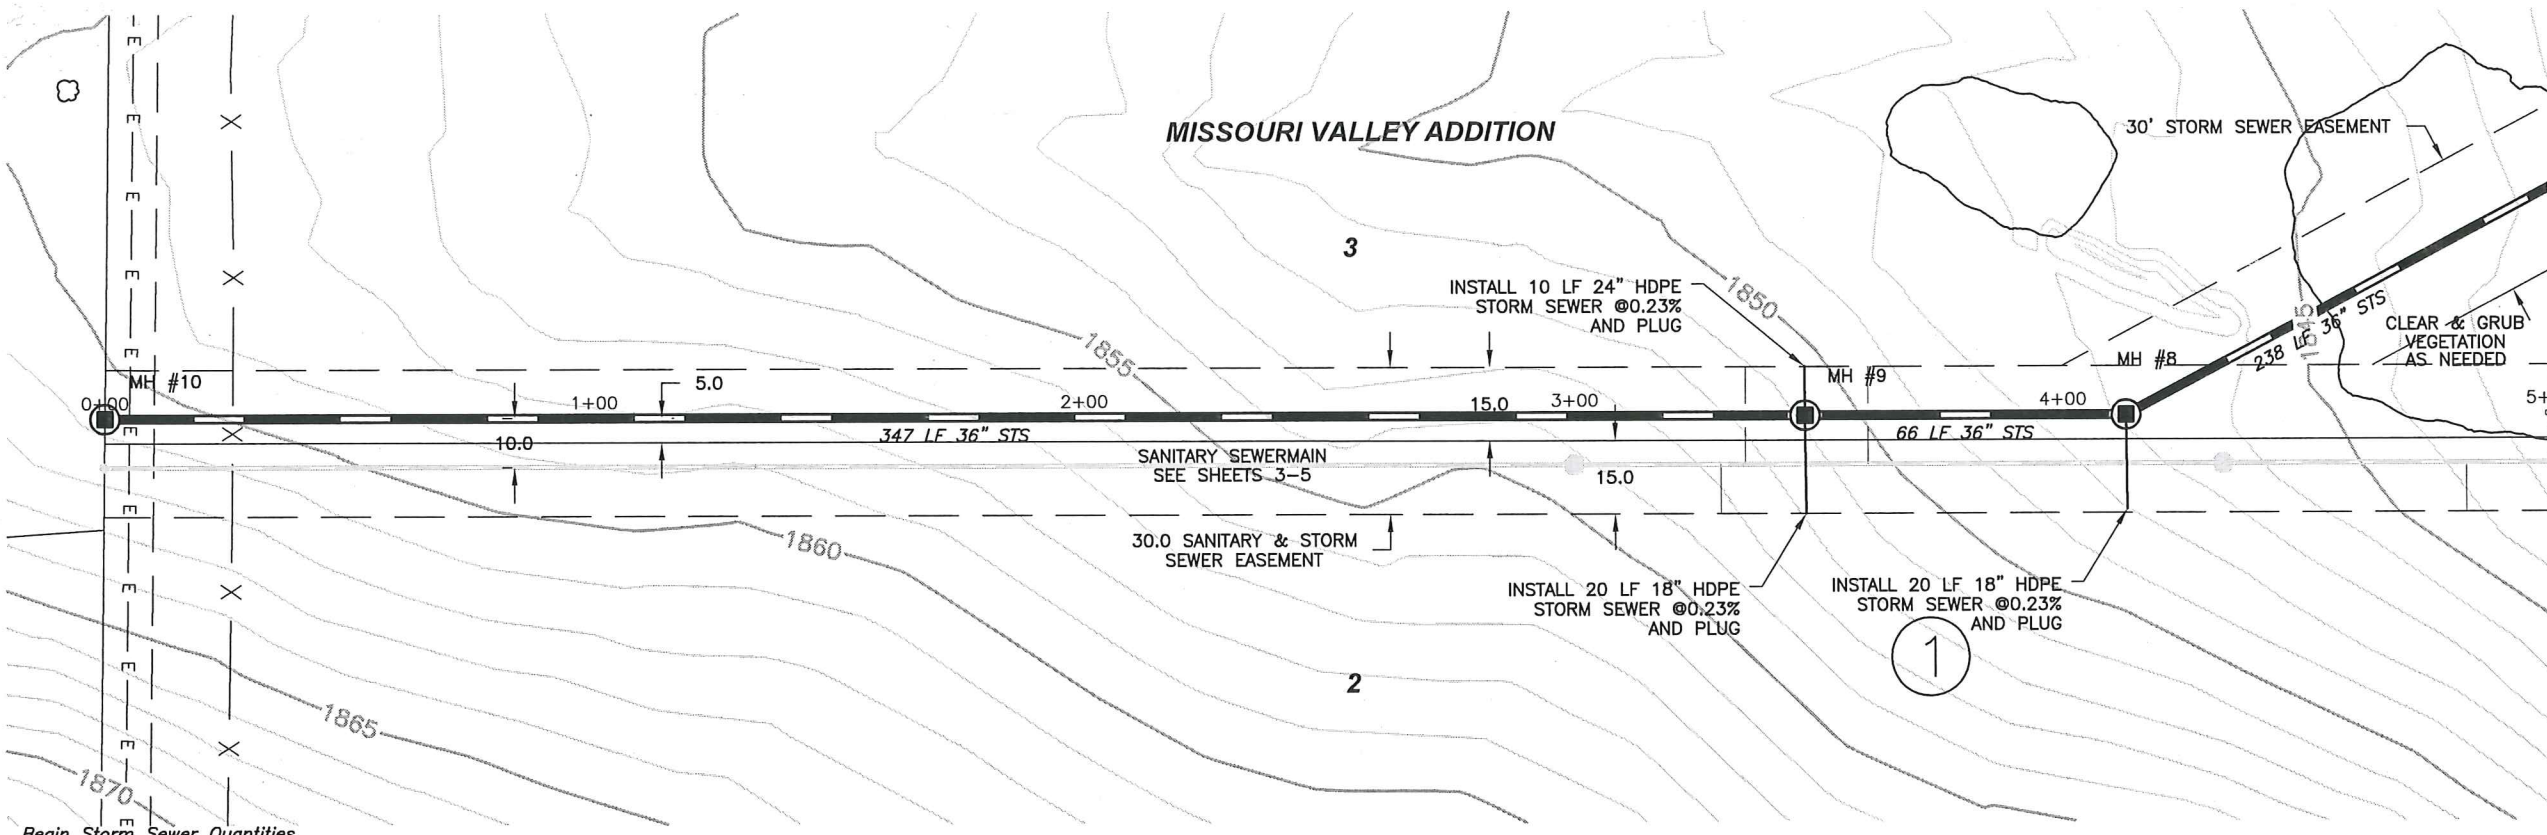 MISSOURI VALLEY ADDITION
30' STORM SEWER EASEMENT
3
INSTALL 10 LF 24" HDPE
STORM SEWER @0.23%
AND PLUG
1850
1855
1845
238 LF 36" STS
CLEAR & GRUB
VEGETATION
AS NEEDED
MH #10
5.0
MH #9
MH #8
0+00
1+00
2+00
15.0
3+00
4+00
5+
10.0
347 LF 36" STS
66 LF 36" STS
SANITARY SEWERMAIN
SEE SHEETS 3-5
15.0
1860
30.0 SANITARY & STORM
SEWER EASEMENT
INSTALL 20 LF 18" HDPE
STORM SEWER @0.23%
AND PLUG
INSTALL 20 LF 18" HDPE
STORM SEWER @0.23%
AND PLUG
1
2
1865
1870
E
E
E
E
E
E
E
E
E
E
E
X
X
X
X
X
Begin Storm Sewer Quantities